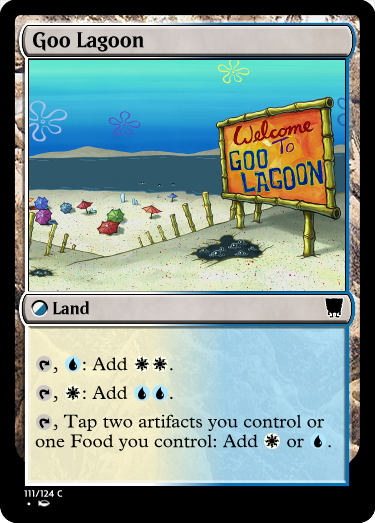 Goo Lagoon
Welcome
To
GOO
LAGOON
Land
, : Add .
, : Add .
, Tap two artifacts you control or
one Food you control: Add or .
111/124 C